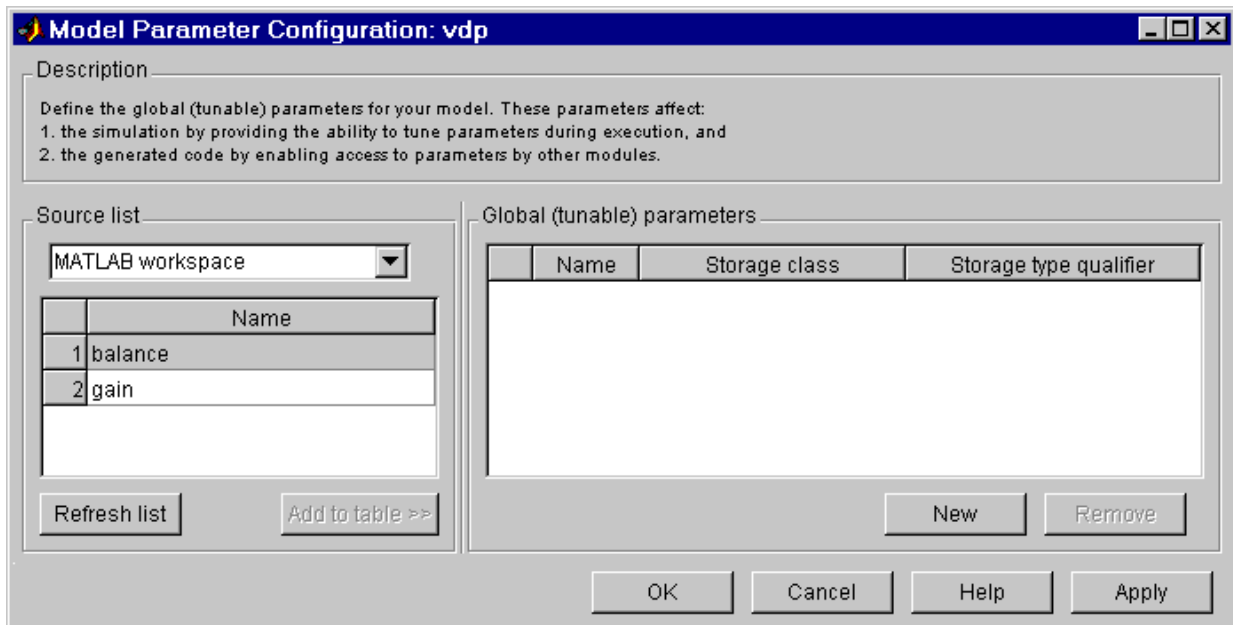 Model Parameter Configuration: vdp
Description
Define the global (tunable) parameters for your model. These parameters affect:
1. the simulation by providing the ability to tune parameters during execution, and
2. the generated code by enabling access to parameters by other modules.
Source list
MATLAB workspace
Name
1 balance
2 gain
Refresh list
Add to table >>
Global (tunable) parameters
Name Storage class Storage type qualifier
New Remove
OK Cancel Help Apply